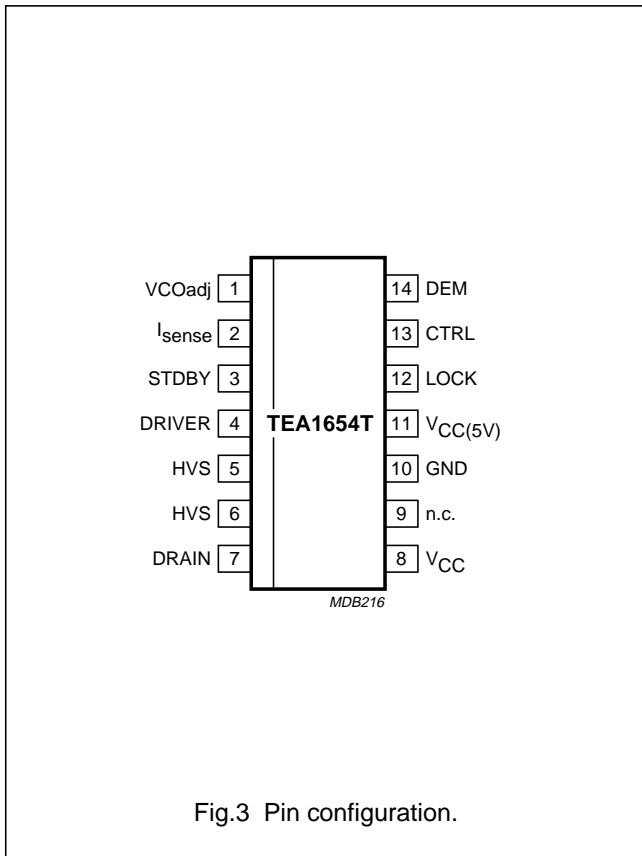 VCOadj 1
Isense 2
STDBY 3
DRIVER 4
HVS 5
HVS 6
DRAIN 7
TEA1654T
14 DEM
13 CTRL
12 LOCK
11 VCC(5V)
10 GND
9 n.c.
8 VCC
MDB216
Fig.3 Pin configuration.